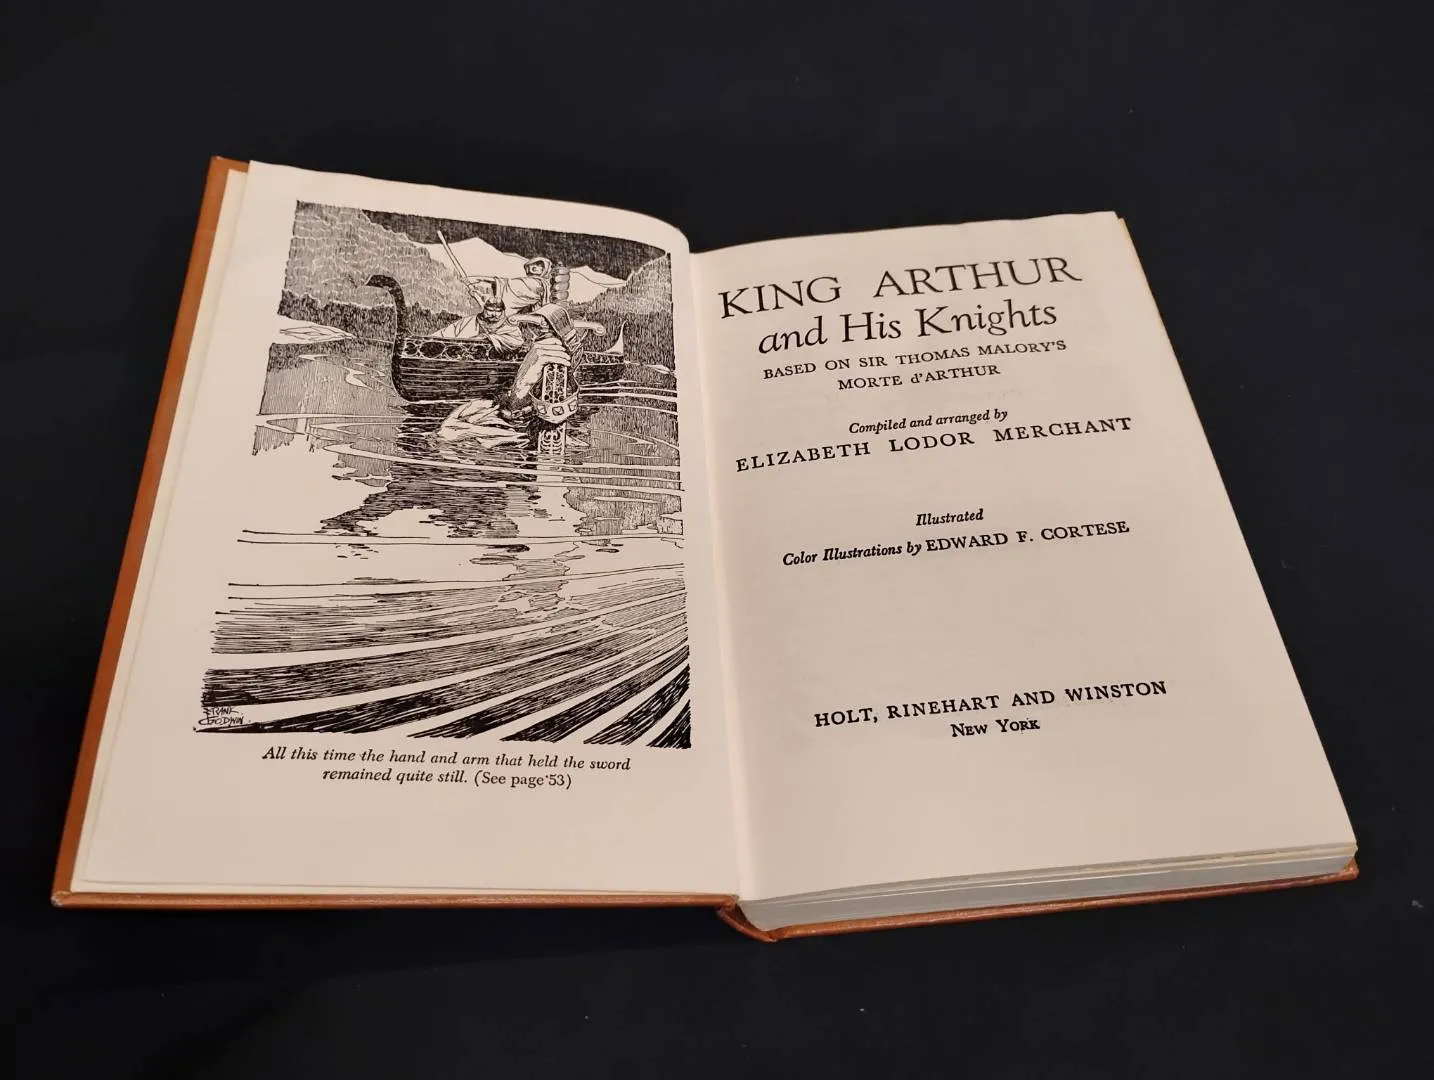 FRANK
GODWIN
All this time the hand and arm that held the sword
remained quite still. (See page 53)
KING ARTHUR
and His Knights
BASED ON SIR THOMAS MALORY'S
MORTE d'ARTHUR
Compiled and arranged by
ELIZABETH LODOR MERCHANT
Illustrated
Color Illustrations by EDWARD F. CORTESE
HOLT, RINEHART AND WINSTON
NEW YORK